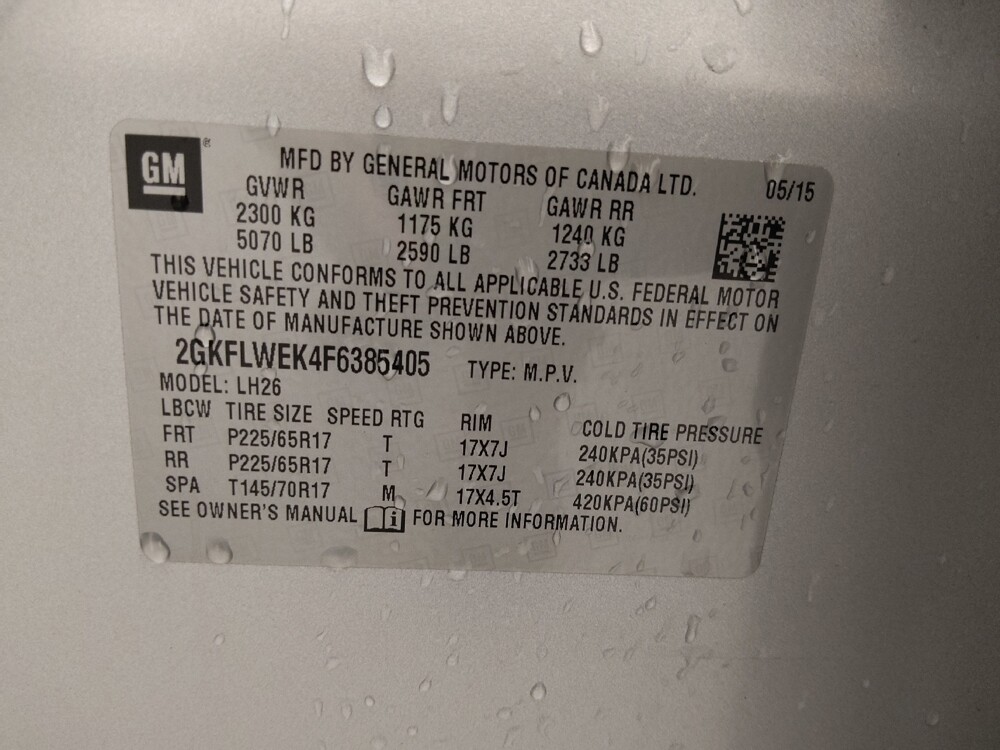 GM®
MFD BY GENERAL MOTORS OF CANADA LTD. 05/15
GVWR GAWR FRT GAWR RR
2300 KG 1175 KG 1240 KG
5070 LB 2590 LB 2733 LB
THIS VEHICLE CONFORMS TO ALL APPLICABLE U.S. FEDERAL MOTOR
VEHICLE SAFETY AND THEFT PREVENTION STANDARDS IN EFFECT ON
THE DATE OF MANUFACTURE SHOWN ABOVE.
2GKFLWEK4F6385405 TYPE: M.P.V.
MODEL: LH26
LBCW TIRE SIZE SPEED RTG RIM COLD TIRE PRESSURE
FRT P225/65R17 T 17X7J 240KPA(35PSI)
RR P225/65R17 T 17X7J 240KPA(35PSI)
SPA T145/70R17 M 17X4.5T 420KPA(60PSI)
SEE OWNER'S MANUAL FOR MORE INFORMATION.